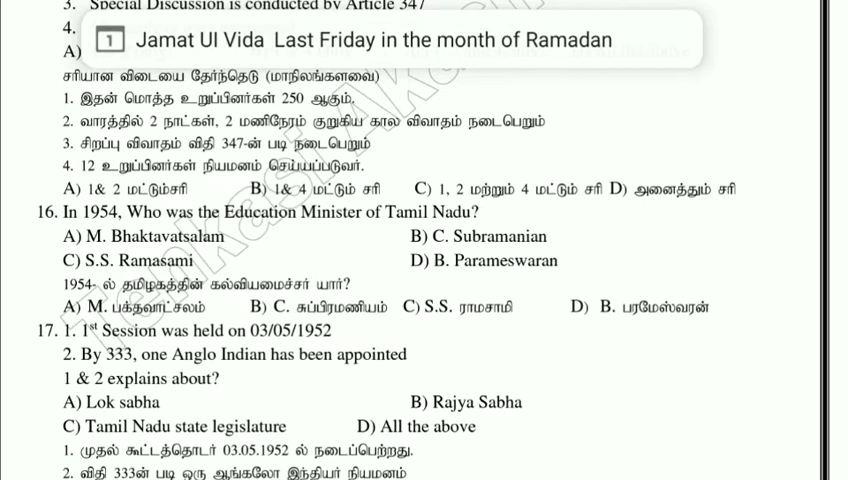 3. Special Discussion is conducted by Article 347
4.
1 Jamat Ul Vida Last Friday in the month of Ramadan
A)
சரியான விடையை தேர்ந்தெடு (மாநிலங்களவை)
1. இதன் மொத்த உறுப்பினர்கள் 250 ஆகும்.
2. வாரத்தில் 2 நாட்கள், 2 மணிநேரம் குறுகிய கால விவாதம் நடைபெறும்
3. சிறப்பு விவாதம் விதி 347-ன் படி நடைபெறும்
4. 12 உறுப்பினர்கள் நியமனம் செய்யப்படுவர்.
A) 1& 2 மட்டும்சரி B) 1& 4 மட்டும் சரி C) 1, 2 மற்றும் 4 மட்டும் சரி D) அனைத்தும் சரி
16. In 1954, Who was the Education Minister of Tamil Nadu?
A) M. Bhaktavatsalam B) C. Subramanian
C) S.S. Ramasami D) B. Parameswaran
1954- ல் தமிழகத்தின் கல்வியமைச்சர் யார்?
A) M. பக்தவாட்சலம் B) C. சுப்பிரமணியம் C) S.S. ராமசாமி D) B. பரமேஸ்வரன்
17. 1. 1st Session was held on 03/05/1952
2. By 333, one Anglo Indian has been appointed
1 & 2 explains about?
A) Lok sabha B) Rajya Sabha
C) Tamil Nadu state legislature D) All the above
1. முதல் கூட்டத்தொடர் 03.05.1952 ல் நடைப்பெற்றது.
2. விதி 333ன் படி ஒரு ஆங்கலோ இந்தியர் நியமனம்
Tenkasi Aka